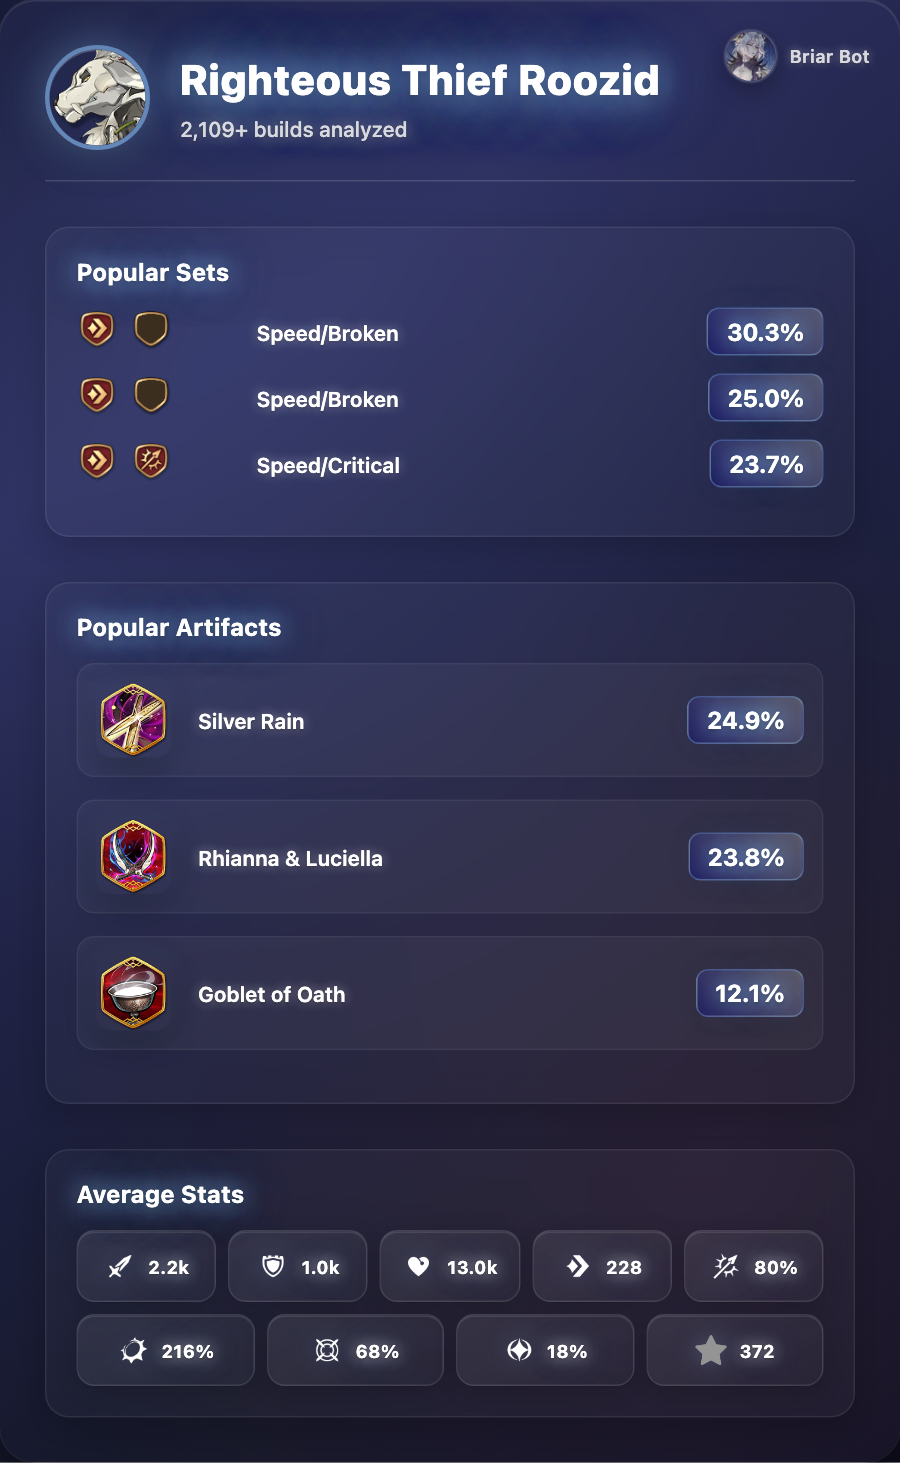 Righteous Thief Roozid
Briar Bot
2,109+ builds analyzed
Popular Sets
Speed/Broken 30.3%
Speed/Broken 25.0%
Speed/Critical 23.7%
Popular Artifacts
Silver Rain 24.9%
Rhianna & Luciella 23.8%
Goblet of Oath 12.1%
Average Stats
2.2k 1.0k 13.0k 228 80%
216% 68% 18% 372